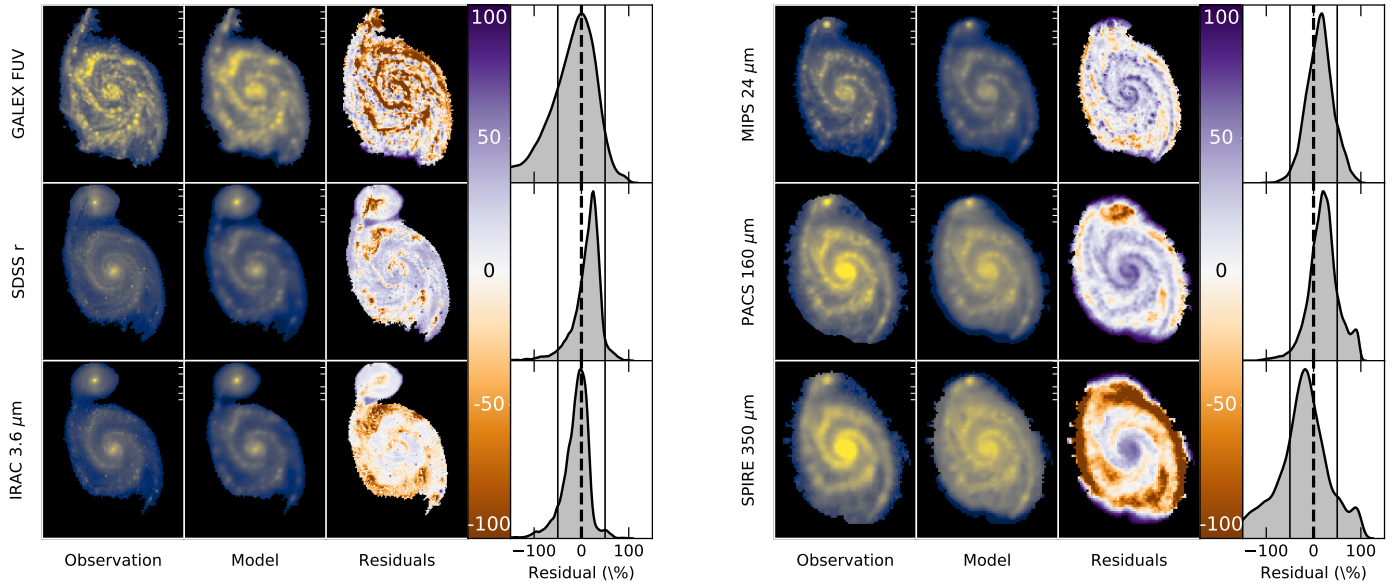 GALEX FUV
SDSS r
IRAC 3.6 μm
100
50
0
-50
-100
Observation
Model
Residuals
−100 0 100
Residual (\%)
MIPS 24 μm
PACS 160 μm
SPIRE 350 μm
100
50
0
-50
-100
Observation
Model
Residuals
−100 0 100
Residual (\%)